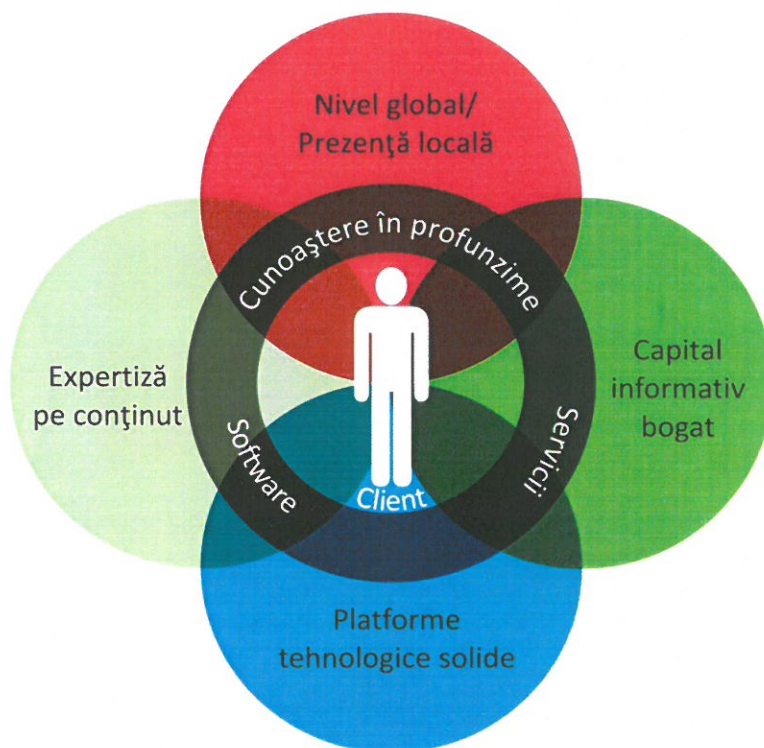 Nivel global/
Prezenţă locală
Cunoaştere în profunzime
Expertiză
pe conţinut
Capital
informativ
bogat
Software
Servicii
Client
Platforme
tehnologice solide